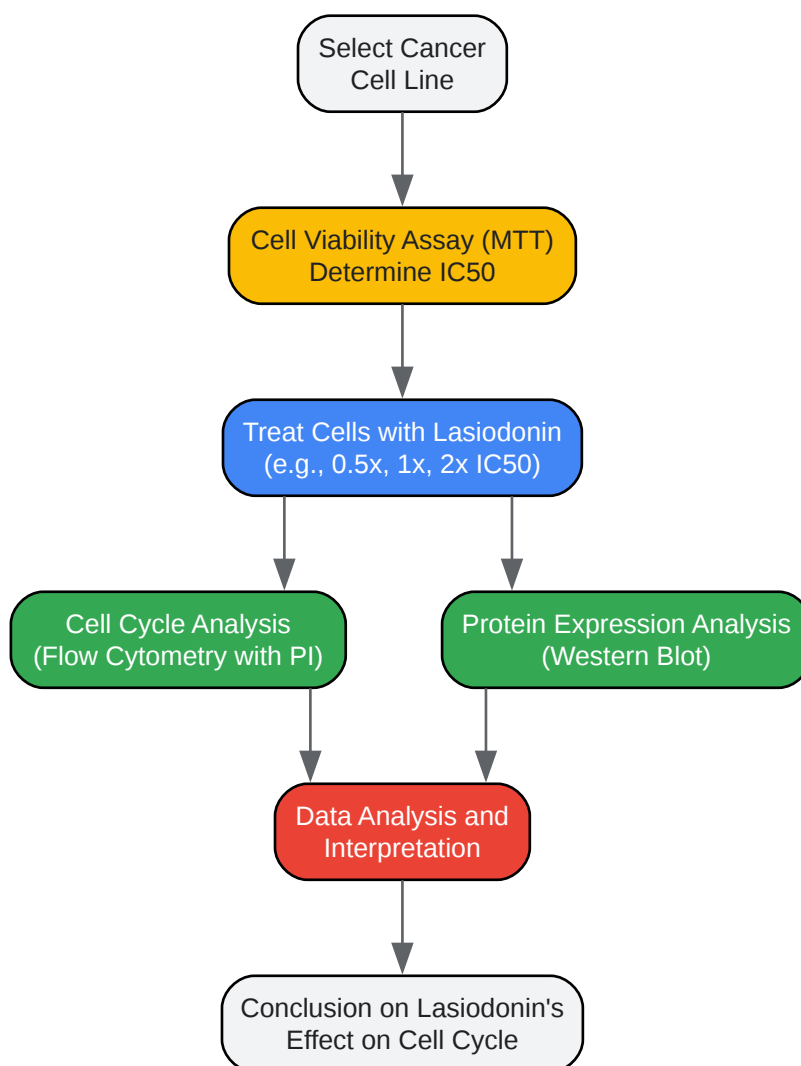 Select Cancer
Cell Line
Cell Viability Assay (MTT)
Determine IC50
Treat Cells with Lasiodonin
(e.g., 0.5x, 1x, 2x IC50)
Cell Cycle Analysis
(Flow Cytometry with PI)
Protein Expression Analysis
(Western Blot)
Data Analysis and
Interpretation
Conclusion on Lasiodonin's
Effect on Cell Cycle